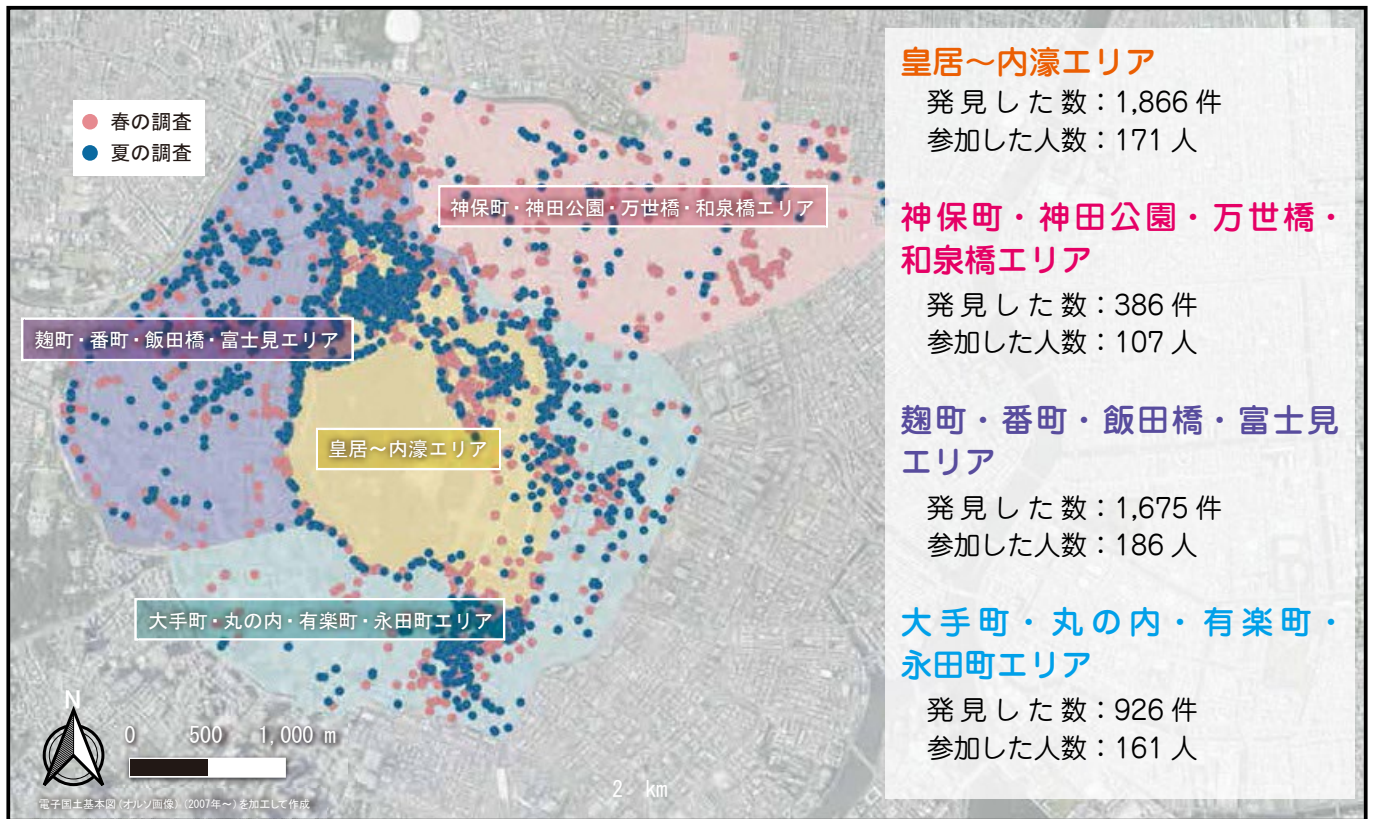 春の調査
夏の調査
神保町・神田公園・万世橋・和泉橋エリア
麹町・番町・飯田橋・富士見エリア
皇居～内濠エリア
大手町・丸の内・有楽町・永田町エリア
N
0 500 1,000 m
2 km
電子国土基本図(オルソ画像)(2007年～)を加工して作成
皇居～内濠エリア
発見した数：1,866 件
参加した人数：171 人
神保町・神田公園・万世橋・
和泉橋エリア
発見した数：386 件
参加した人数：107 人
麹町・番町・飯田橋・富士見
エリア
発見した数：1,675 件
参加した人数：186 人
大手町・丸の内・有楽町・
永田町エリア
発見した数：926 件
参加した人数：161 人